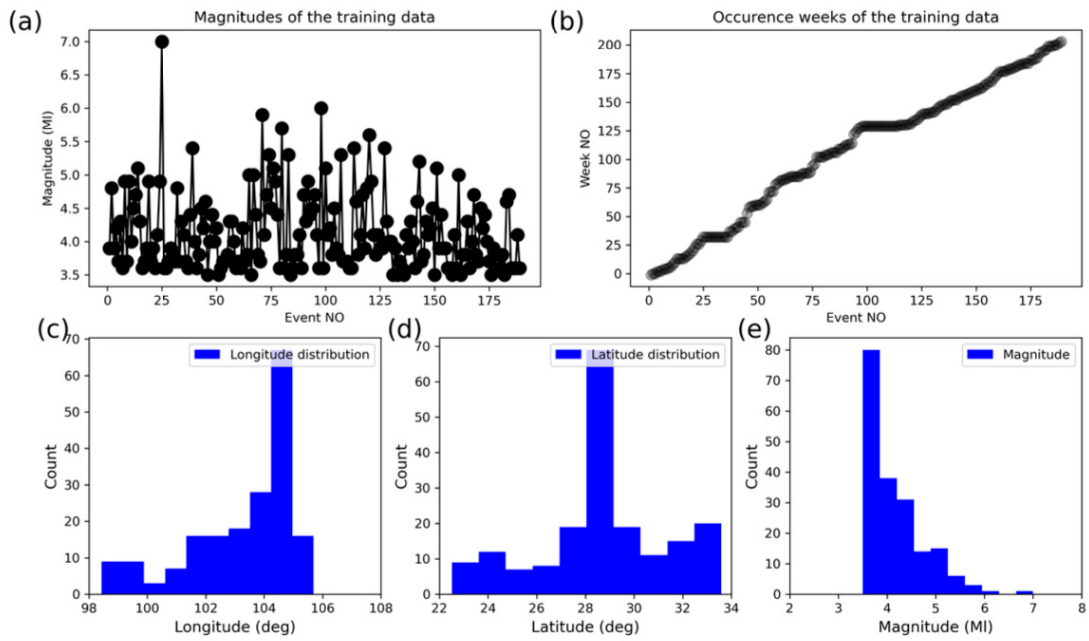 (a)
Magnitudes of the training data
7.0
6.5
6.0
5.5
5.0
4.5
4.0
3.5
Magnitude (Ml)
0 25 50 75 100 125 150 175
Event NO
(b)
Occurence weeks of the training data
200
175
150
125
100
75
50
25
0
Week NO
0 25 50 75 100 125 150 175
Event NO
(c)
Longitude distribution
70
60
50
40
30
20
10
0
Count
98 100 102 104 106 108
Longitude (deg)
(d)
Latitude distribution
70
60
50
40
30
20
10
0
Count
22 24 26 28 30 32 34
Latitude (deg)
(e)
Magnitude
80
70
60
50
40
30
20
10
0
Count
2 3 4 5 6 7 8
Magnitude (Ml)